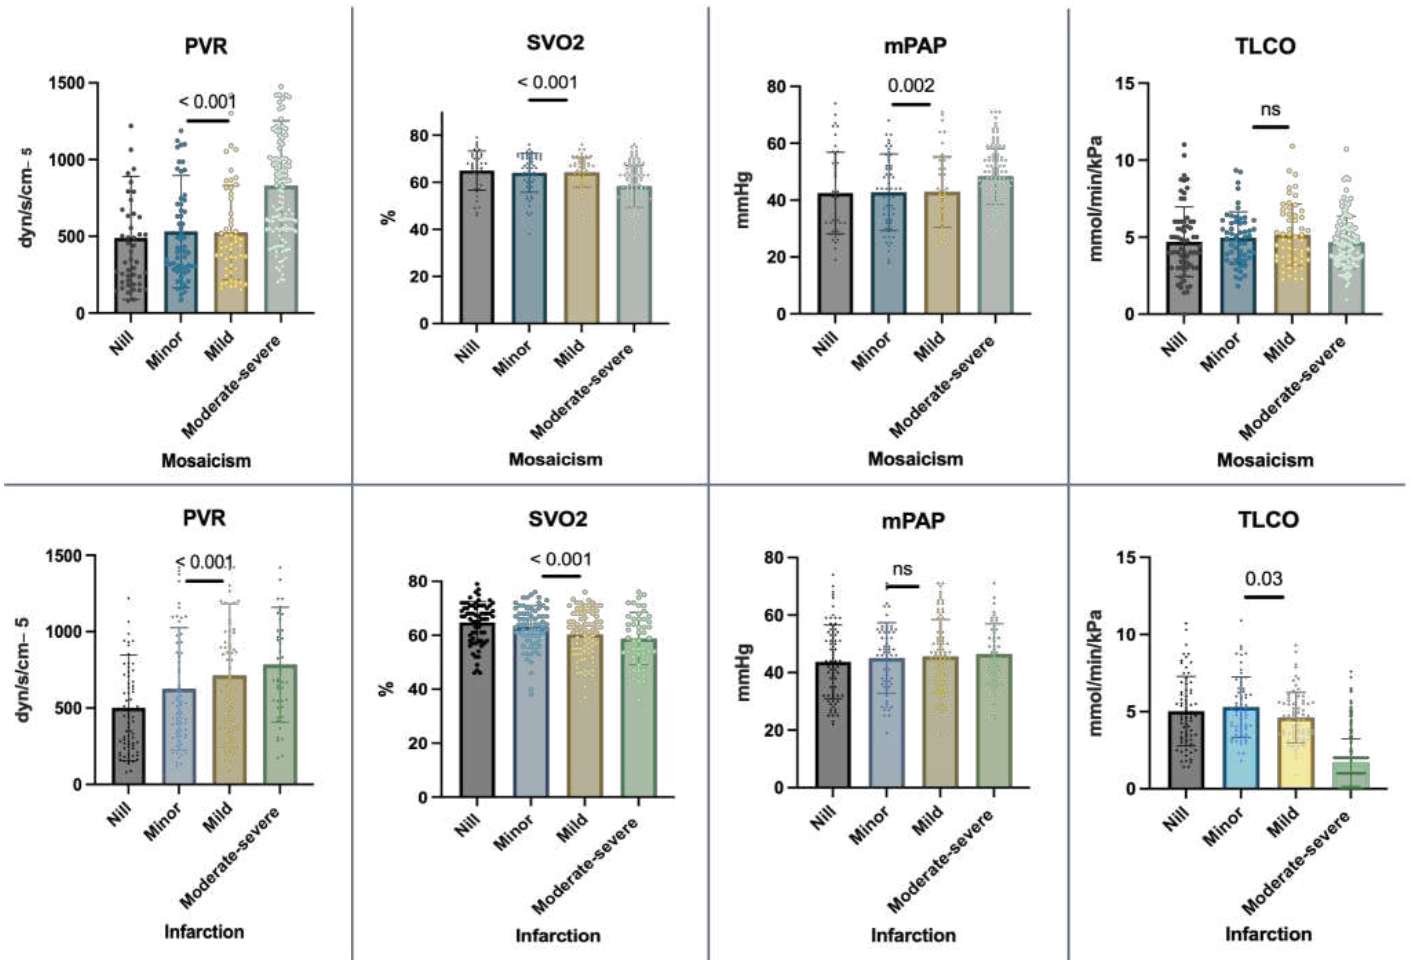 PVR
< 0.001
1500
1000
500
0
dyn/s/cm– 5
Nill
Minor
Mild
Moderate-severe
Mosaicism
SVO2
< 0.001
80
60
40
20
0
%
Nill
Minor
Mild
Moderate-severe
Mosaicism
mPAP
0.002
80
60
40
20
0
mmHg
Nill
Minor
Mild
Moderate-severe
Mosaicism
TLCO
ns
15
10
5
0
mmol/min/kPa
Nill
Minor
Mild
Moderate-severe
Mosaicism
PVR
< 0.001
1500
1000
500
0
dyn/s/cm– 5
Nill
Minor
Mild
Moderate-severe
Infarction
SVO2
< 0.001
80
60
40
20
0
%
Nill
Minor
Mild
Moderate-severe
Infarction
mPAP
ns
80
60
40
20
0
mmHg
Nill
Minor
Mild
Moderate-severe
Infarction
TLCO
0.03
15
10
5
0
mmol/min/kPa
Nill
Minor
Mild
Moderate-severe
Infarction